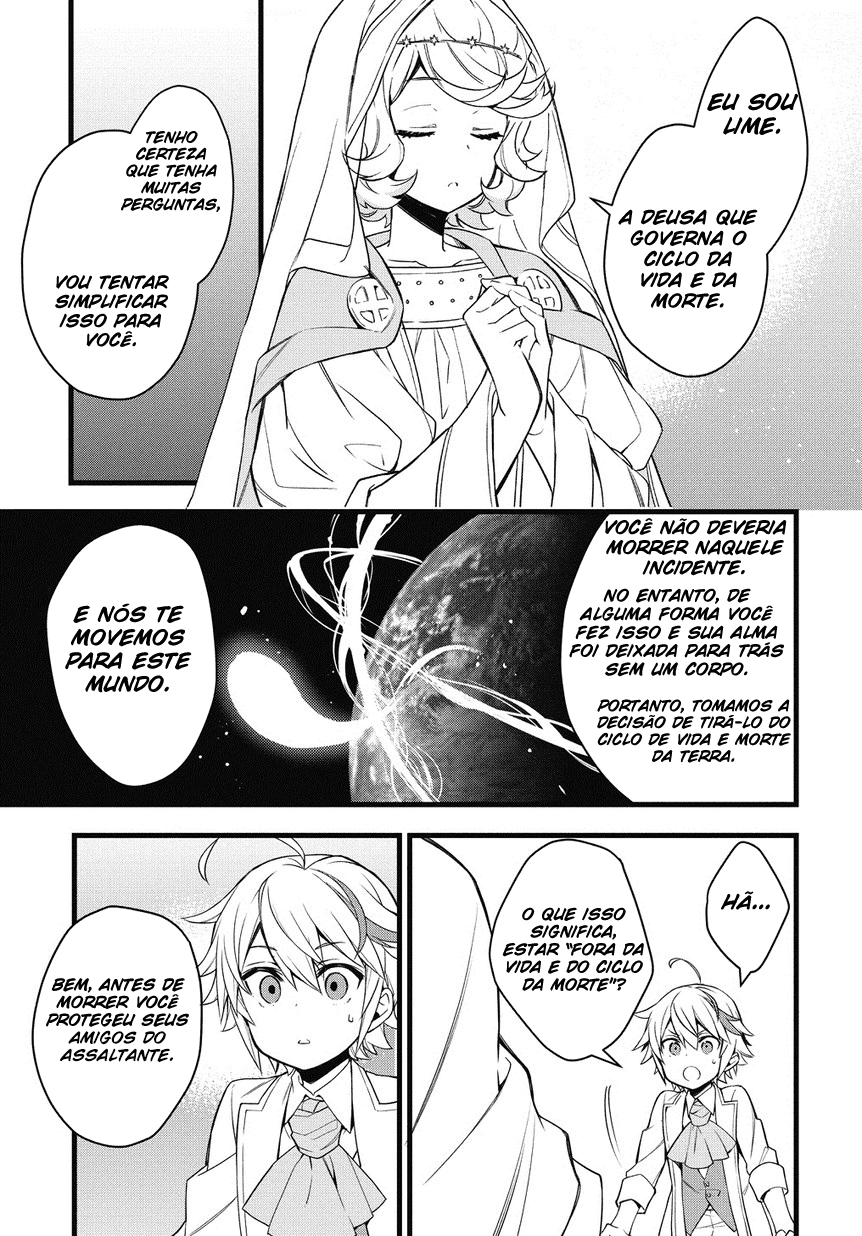 EU SOU
LIME.
A DEUSA QUE
GOVERNA O
CICLO DA
VIDA E DA
MORTE.
TENHO
CERTEZA
QUE TENHA
MUITAS
PERGUNTAS,
VOU TENTAR
SIMPLIFICAR
ISSO PARA
VOCÊ.
VOCÊ NÃO DEVERIA
MORRER NAQUELE
INCIDENTE.
NO ENTANTO, DE
ALGUMA FORMA VOCÊ
FEZ ISSO E SUA ALMA
FOI DEIXADA PARA TRÁS
SEM UM CORPO.
PORTANTO, TOMAMOS A
DECISÃO DE TIRÁ-LO DO
CICLO DE VIDA E MORTE
DA TERRA.
E NÓS TE
MOVEMOS
PARA ESTE
MUNDO.
HÃ...
O QUE ISSO
SIGNIFICA,
ESTAR "FORA DA
VIDA E DO CICLO
DA MORTE"?
BEM, ANTES DE
MORRER VOCÊ
PROTEGEU SEUS
AMIGOS DO
ASSALTANTE.